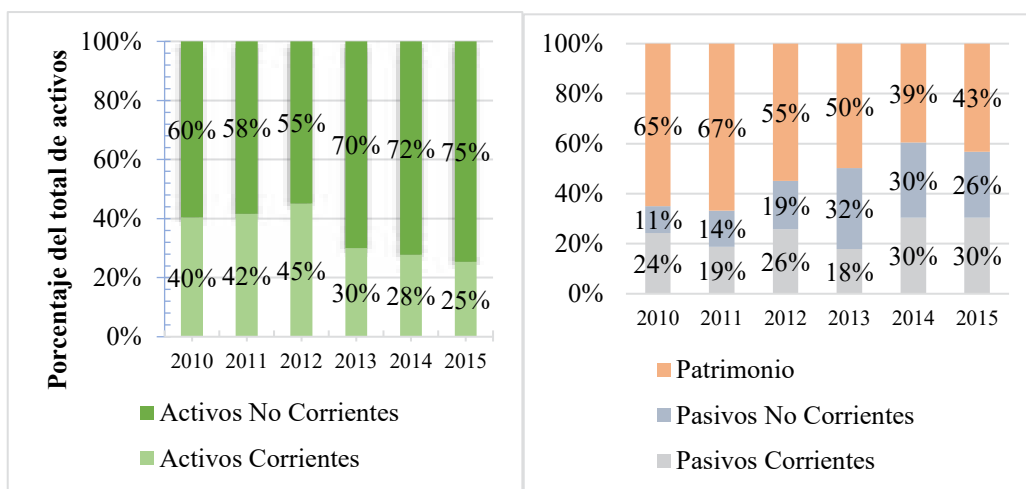 Porcentaje del total de activos
100%
80%
60%
40%
20%
0%
60% 58% 55% 70% 72% 75%
40% 42% 45% 30% 28% 25%
2010 2011 2012 2013 2014 2015
Activos No Corrientes
Activos Corrientes
100%
80%
60%
40%
20%
0%
65% 67% 55% 50% 39% 43%
11% 14% 19% 32% 30% 26%
24% 19% 26% 18% 30% 30%
2010 2011 2012 2013 2014 2015
Patrimonio
Pasivos No Corrientes
Pasivos Corrientes